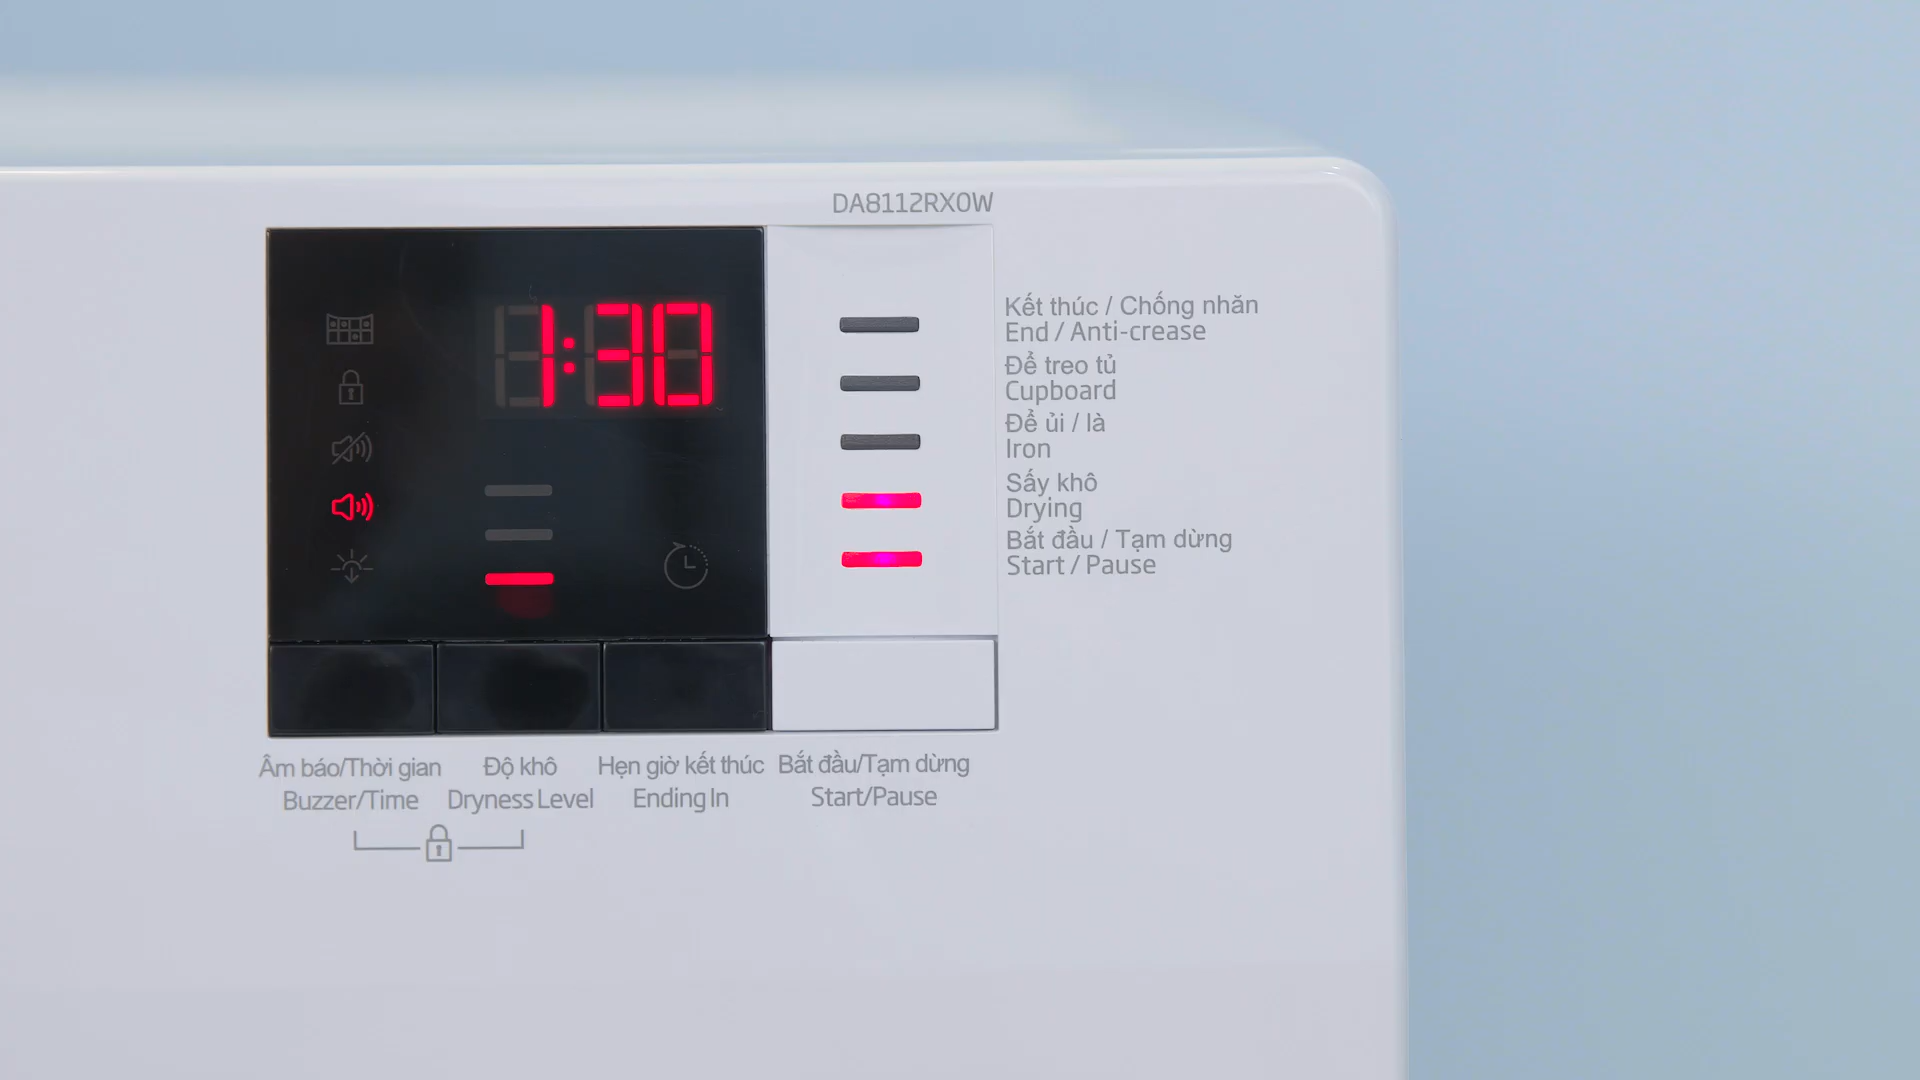 DA8112RX0W
1:30
Kết thúc / Chống nhăn
End / Anti-crease
Để treo tủ
Cupboard
Để ủi / là
Iron
Sấy khô
Drying
Bắt đầu / Tạm dừng
Start / Pause
Âm báo/Thời gian
Buzzer/Time
Độ khô
Dryness Level
Hẹn giờ kết thúc
Ending In
Bắt đầu/Tạm dừng
Start/Pause